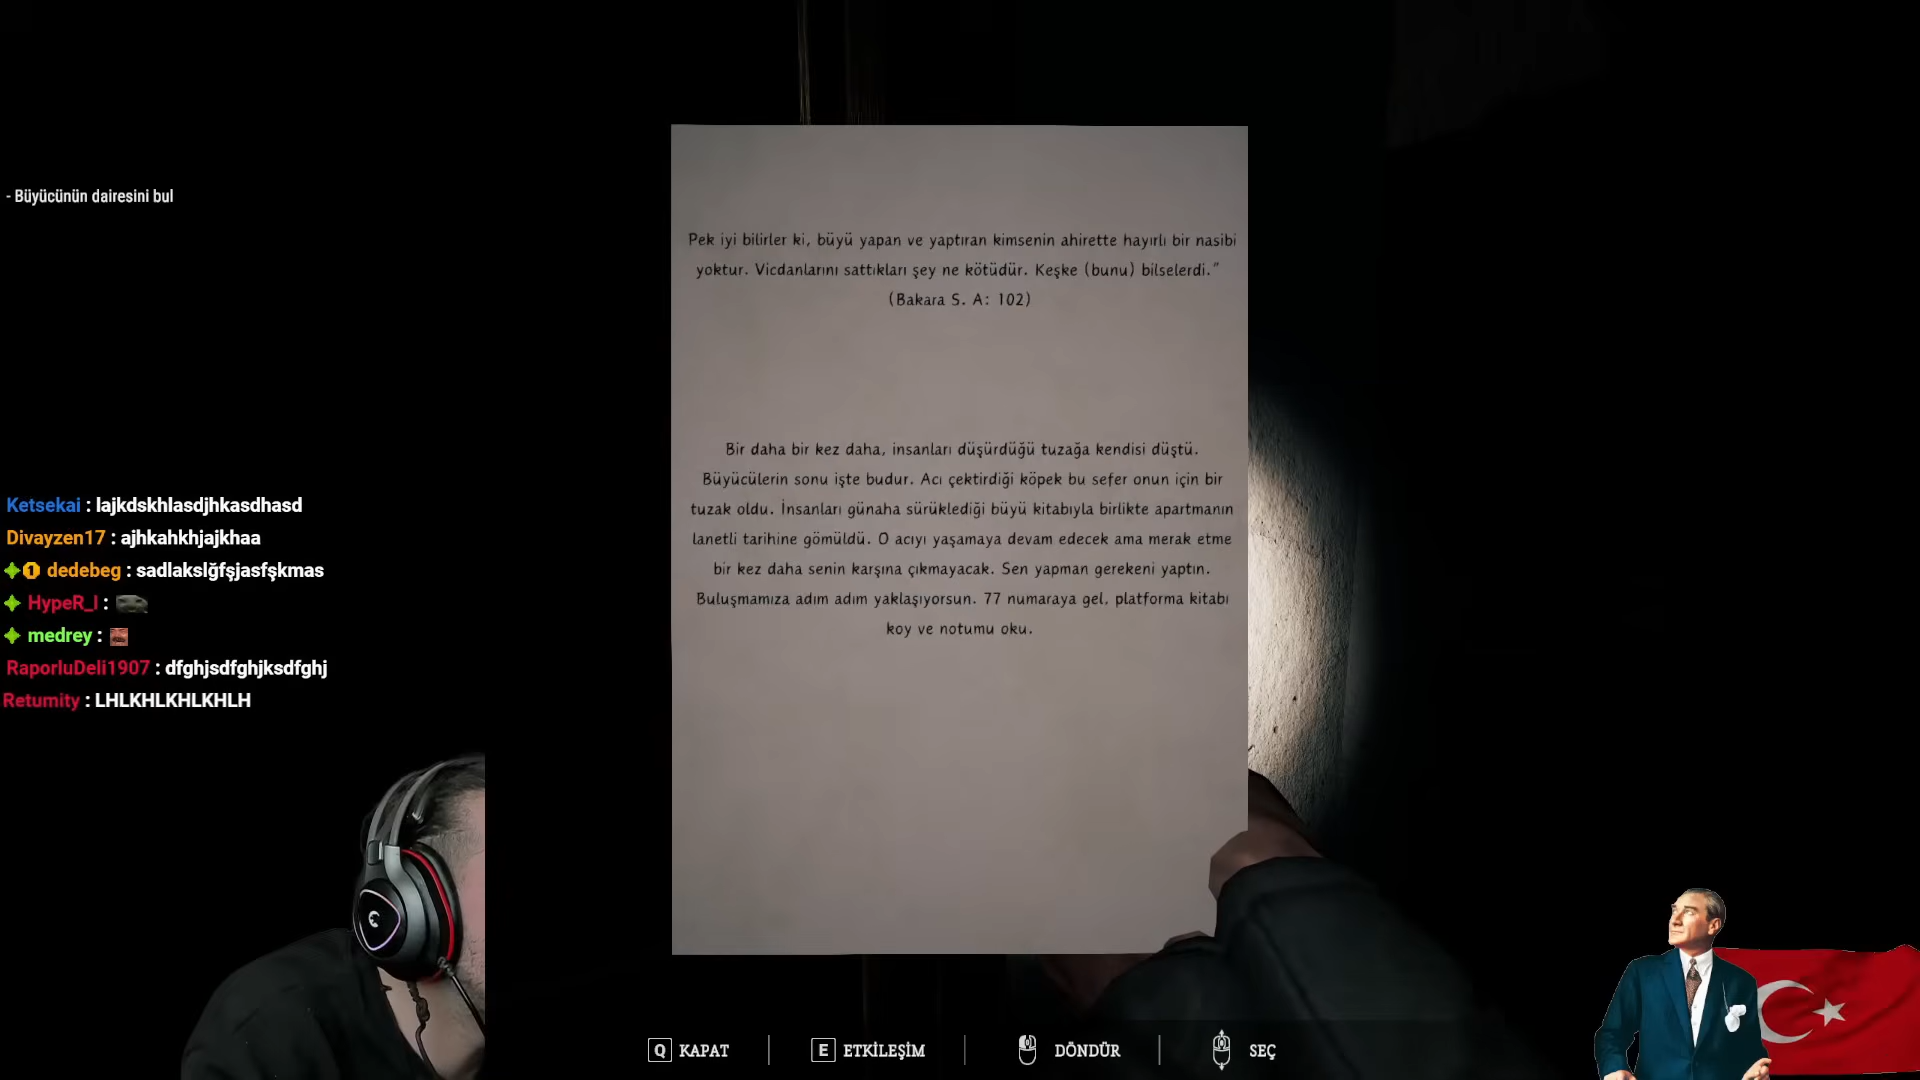 - Büyücünün dairesini bul
Pek iyi bilirler ki, büyü yapan ve yaptıran kimsenin ahirette hayırlı bir nasibi
yoktur. Vicdanlarını sattıkları şey ne kötüdür. Keşke (bunu) bilselerdi.”
(Bakara S. A: 102)
Bir daha bir kez daha, insanları düşürdüğü tuzağa kendisi düştü.
Büyücülerin sonu işte budur. Acı çektirdiği köpek bu sefer onun için bir
tuzak oldu. İnsanları günaha sürüklediği büyü kitabıyla birlikte apartmanın
lanetli tarihine gömüldü. O acıyı yaşamaya devam edecek ama merak etme
bir kez daha senin karşına çıkmayacak. Sen yapman gerekeni yaptın.
Buluşmamıza adım adım yaklaşıyorsun. 77 numaraya gel, platforma kitabı
koy ve notumu oku.
Ketsekai : lajkdskhlasdjhkasdhasd
Divayzen17 : ajhkahkhjajkhaa
1 dedebeg : sadlakslğfşjasfşkmas
HypeR_I :
medrey :
RaporluDeli1907 : dfghjsdfghjksdfghj
Retumity : LHLKHLKHLKHLH
Q KAPAT
E ETKİLEŞİM
DÖNDÜR
SEÇ